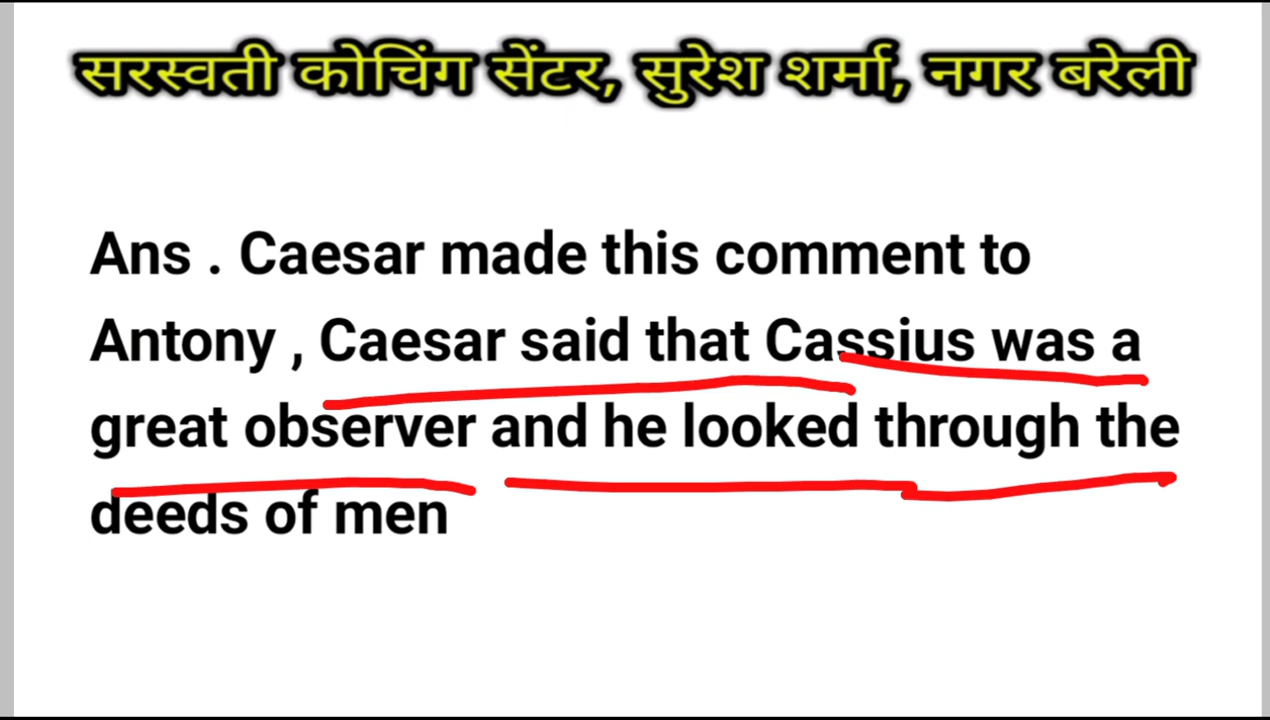 सरस्वती कोचिंग सेंटर, सुरेश शर्मा, नगर बरेली
Ans . Caesar made this comment to
Antony , Caesar said that Cassius was a
great observer and he looked through the
deeds of men